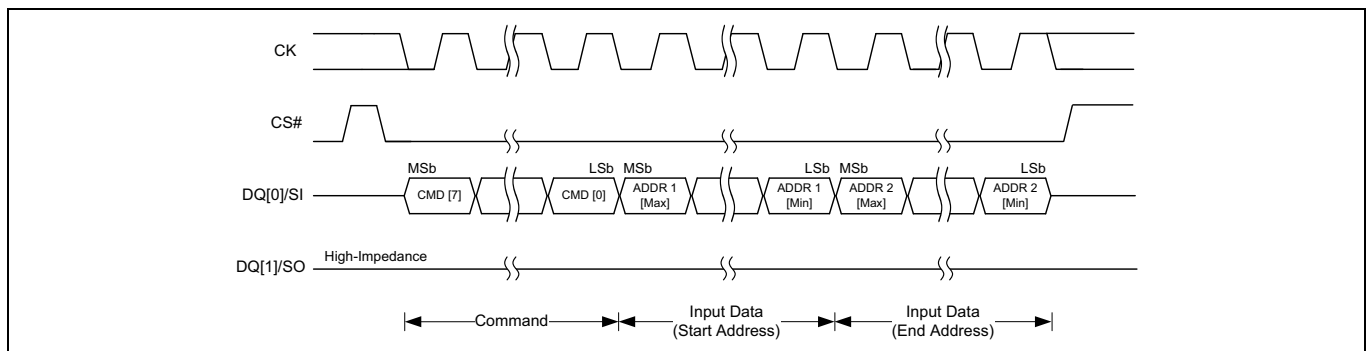 CK
CS#
MSb LSb MSb LSb MSb LSb
DQ[0]/SI
CMD [7]
CMD [0]
ADDR 1
[Max]
ADDR 1
[Min]
ADDR 2
[Max]
ADDR 2
[Min]
DQ[1]/SO
High-Impedance
Command
Input Data
(Start Address)
Input Data
(End Address)